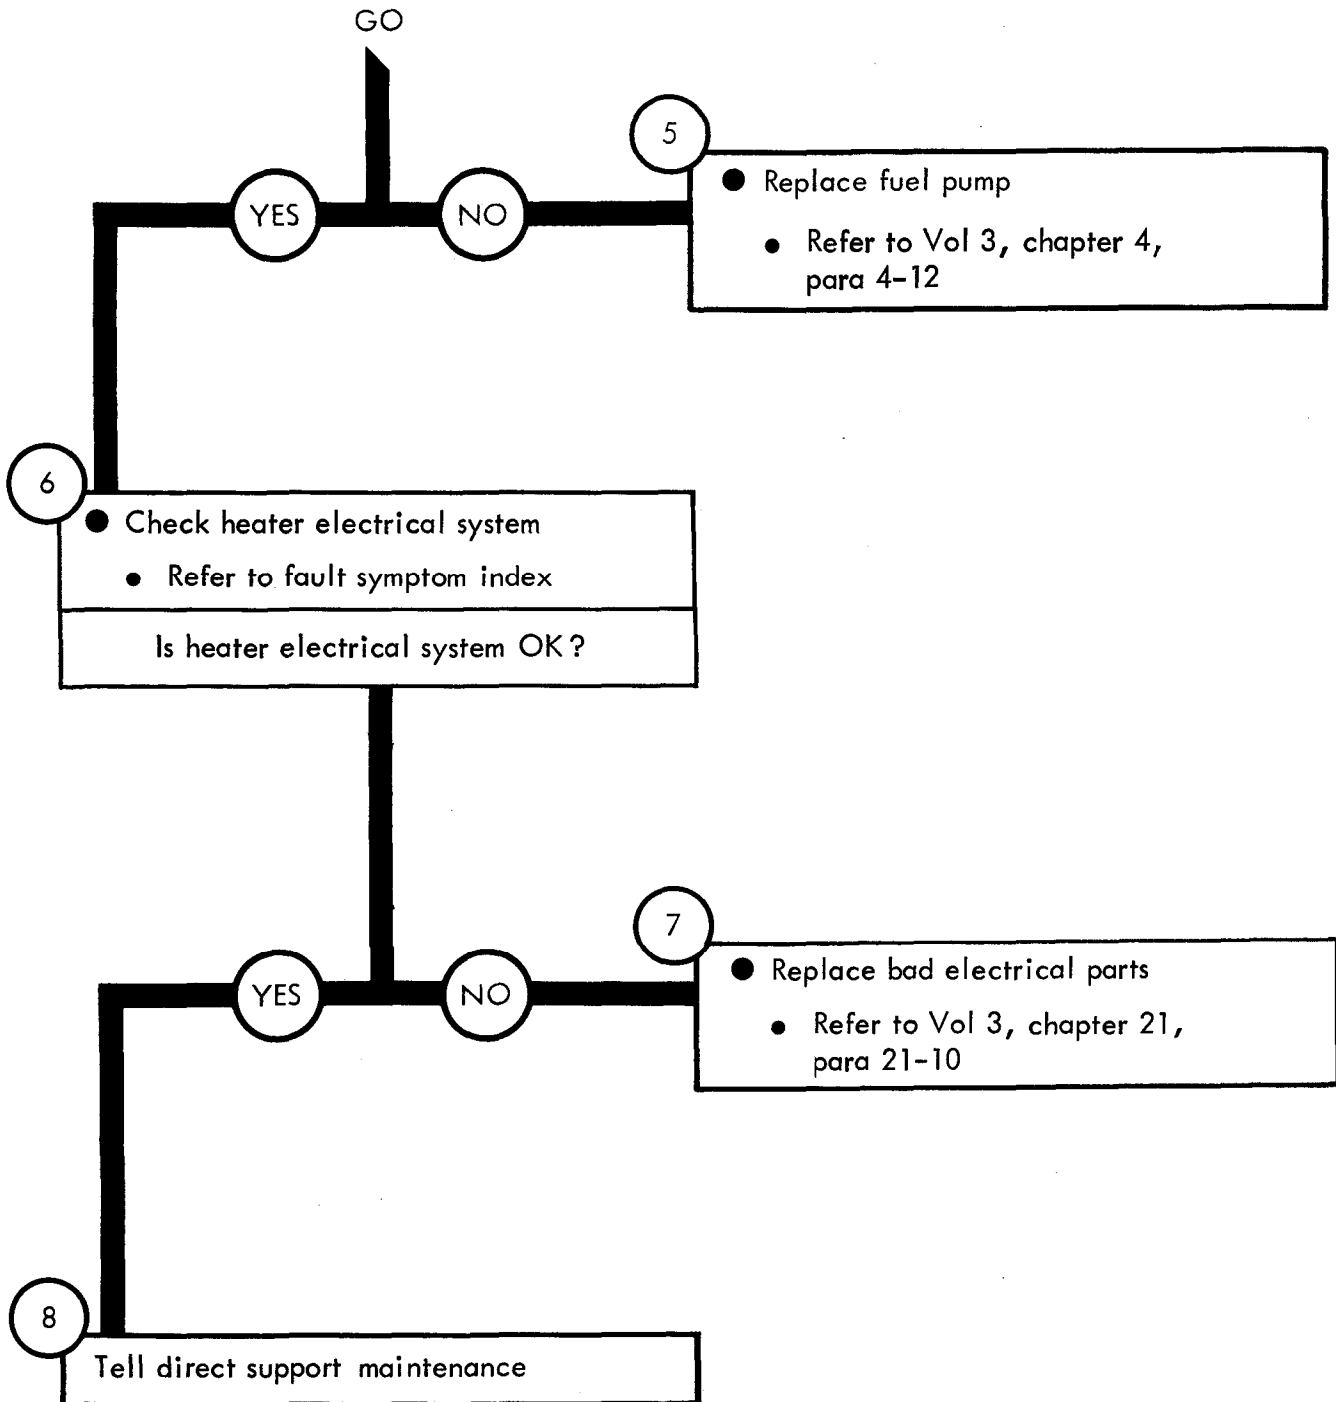 GO
YES
NO
5
● Replace fuel pump
● Refer to Vol 3, chapter 4,
para 4-12
6
● Check heater electrical system
● Refer to fault symptom index
Is heater electrical system OK?
YES
NO
7
● Replace bad electrical parts
● Refer to Vol 3, chapter 21,
para 21-10
8
Tell direct support maintenance